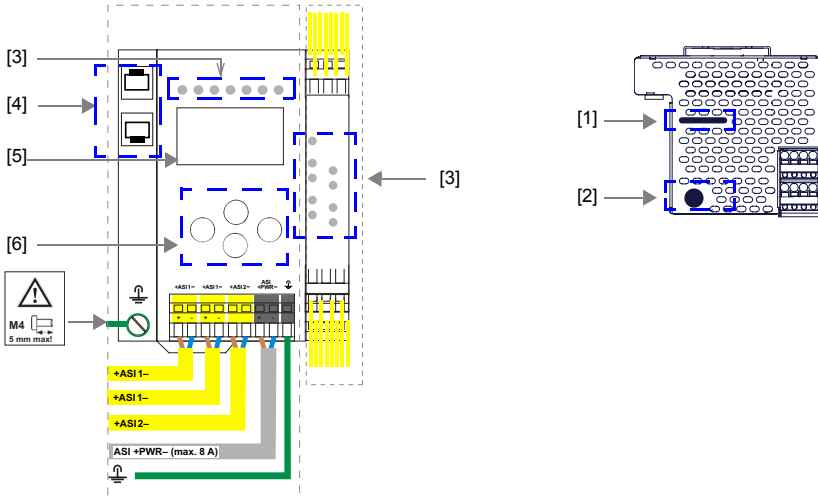 [3]
[4]
[5]
[6]
[3]
[1]
[2]
+ASI1– +ASI1– +ASI2– ASI +PWR–
+ - + - + -
M4
5 mm max!
+ASI1–
+ASI1–
+ASI2–
ASI +PWR– (max. 8 A)